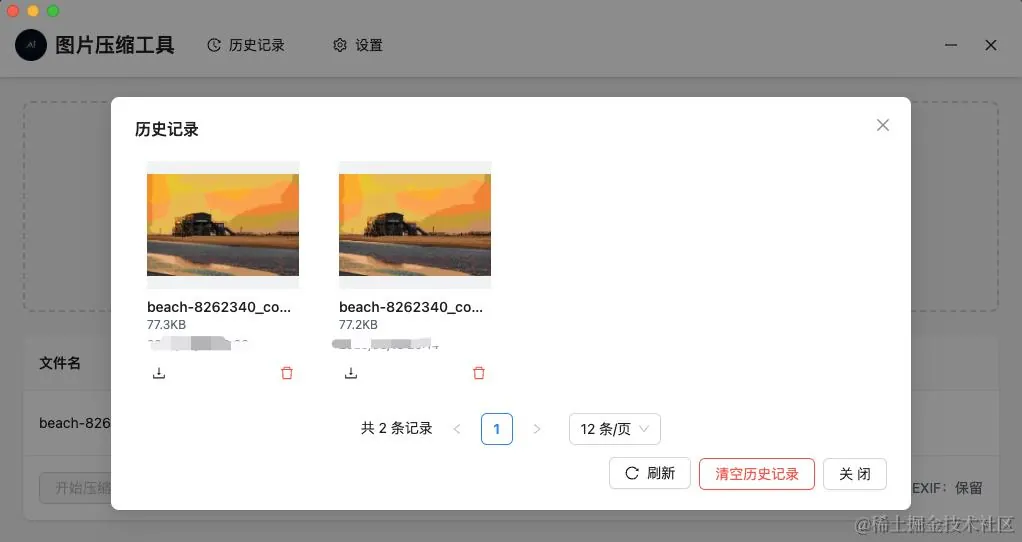 图片压缩工具 历史记录 设置
历史记录
beach-8262340_co... beach-8262340_co...
77.3KB 77.2KB
文件名
beach-826
共 2 条记录 1 12 条/页
刷新 清空历史记录 关 闭
开始压缩 EXIF：保留
@稀土掘金技术社区